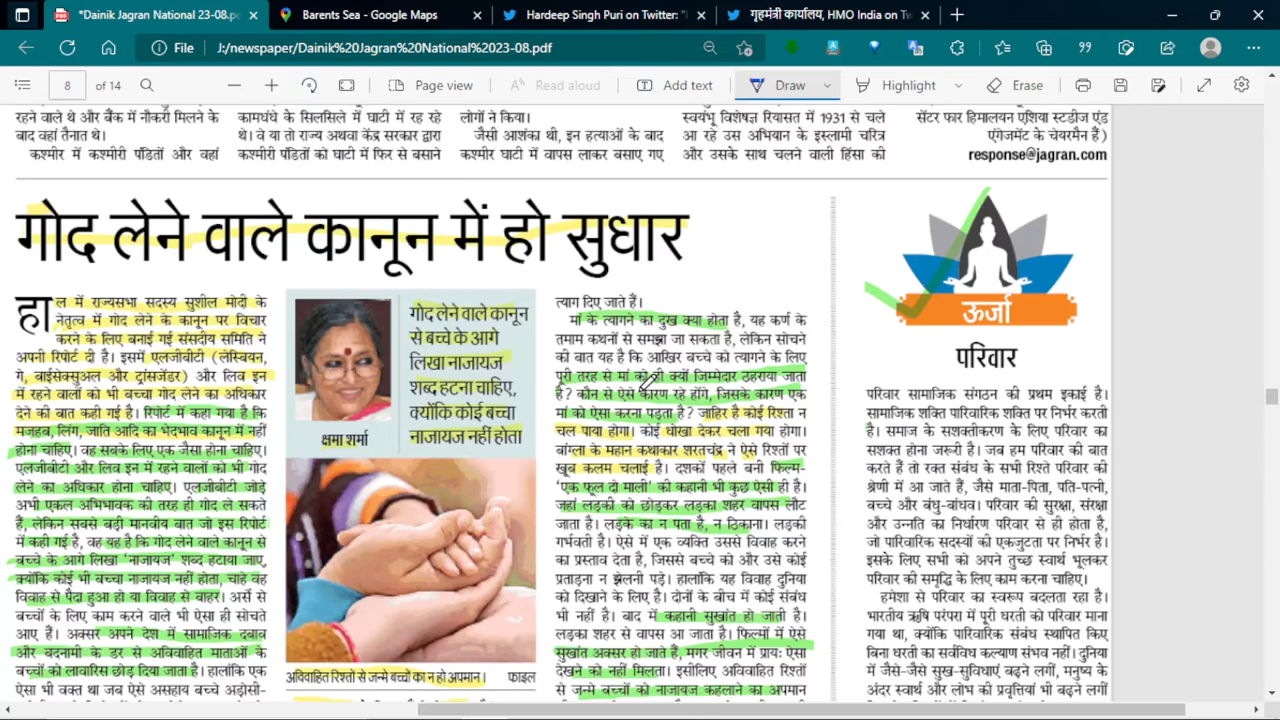 *Dainik Jagran National 23-08.pd
Barents Sea - Google Maps
Hardeep Singh Puri on Twitter: "I
गृहमंत्री कार्यालय, HMO India on Tw
File
J:/newspaper/Dainik%20Jagran%20National%2023-08.pdf
8
of 14
Page view
Read aloud
Add text
Draw
Highlight
Erase
रहने वाले थे और बैंक में नौकरी मिलने के
बाद वहां तैनात थे।
कश्मीर में कश्मीरी पंडितों और वहां
कामधंधे के सिलसिले में घाटी में रह रहे
थे। वे या तो राज्य अथवा केंद्र सरकार द्वारा
कश्मीरी पंडितों को घाटी में फिर से बसाने
लोगों ने किया।
जैसी आशंका थी, इन हत्याओं के बाद
कश्मीर घाटी में वापस लाकर बसाए गए
स्वयंभू विशेषज्ञ रियासत में 1931 से चले
आ रहे उस अभियान के इस्लामी चरित्र
और उसके साथ चलने वाली हिंसा की
सेंटर फार हिमालयन एशिया स्टडीज एंड
एंगेजमेंट के चेयरमैन हैं)
response@jagran.com
गोद लेने वाले कानून में हो सुधार
हाल में राज्यसभा सदस्य सुशील मोदी के
नेतृत्व में गोद लेने के कानून पर विचार
करने के लिए बनाई गई संसदीय समिति ने
अपनी रिपोर्ट दी है। इसमें एलजीबीटी (लेस्बियन,
गे, बाईसेक्सुअल और ट्रांसजेंडर) और लिव इन
में रहने वालों को भी बच्चा गोद लेने का अधिकार
देने की बात कही गई है। रिपोर्ट में कहा गया है कि
मजहब, लिंग, जाति आदि का भेदभाव कानून में नहीं
होना चाहिए। वह सबके लिए एक जैसा होना चाहिए।
एलजीबीटी और लिव इन में रहने वालों को भी गोद
लेने का अधिकार होना चाहिए। एलजीबीटी जोड़े
अभी एकल अभिभावक की तरह ही गोद ले सकते
हैं, लेकिन सबसे बड़ी मानवीय बात जो इस रिपोर्ट
में कही गई है, वह यह है कि गोद लेने वाले कानून से
बच्चे के आगे लिखा 'नाजायज' शब्द हटाया जाए,
क्योंकि कोई भी बच्चा नाजायज नहीं होता, चाहे वह
विवाह से पैदा हुआ हो या विवाह से बाहर। अर्से से
बच्चों के लिए काम करने वाले भी ऐसा ही सोचते
आए हैं। अक्सर अपने देश में सामाजिक दबाव
और बदनामी के डर से अविवाहित माताओं के
बच्चों को लावारिस छोड़ दिया जाता है। हालांकि एक
ऐसा भी वक्त था जब ऐसे असहाय बच्चे अड़ोसी-
क्षमा शर्मा
गोद लेने वाले कानून
से बच्चे के आगे
लिखा नाजायज
शब्द हटना चाहिए,
क्योंकि कोई बच्चा
नाजायज नहीं होता
अविवाहित रिश्तों से जन्मे बच्चों का न हो अपमान।
फाइल
त्याग दिए जाते हैं।
मां के त्यागने का दुख क्या होता है, यह कर्ण के
तमाम कथनों से समझा जा सकता है, लेकिन सोचने
की बात यह है कि आखिर बच्चे को त्यागने के लिए
पूरी तरह से मां को ही क्यों जिम्मेदार ठहराया जाता
है? कौन से ऐसे कारण रहे होंगे, जिसके कारण एक
मां को ऐसा करना पड़ता है? जाहिर है कोई रिश्ता न
बन पाया होगा। कोई धोखा देकर चला गया होगा।
बांग्ला के महान कथाकार शरतचंद्र ने ऐसे रिश्तों पर
खूब कलम चलाई है। दशकों पहले बनी फिल्म-
'एक फूल दो माली' की कहानी भी कुछ ऐसी ही है।
जहां लड़की को छोड़कर लड़का शहर वापस लौट
जाता है। लड़के का न पता है, न ठिकाना। लड़की
गर्भवती है। ऐसे में एक व्यक्ति उससे विवाह करने
का प्रस्ताव देता है, जिससे बच्चे को और उसे कोई
प्रताड़ना न झेलनी पड़े। हालांकि यह विवाह दुनिया
को दिखाने के लिए है। दोनों के बीच में कोई संबंध
भी नहीं है। बाद में कहानी सुखांत हो जाती है।
लड़का शहर से वापस आ जाता है। फिल्मों में ऐसे
सुखांत अक्सर हो जाते हैं, मगर जीवन में प्रायः ऐसा
देखने को नहीं मिलता। इसीलिए अविवाहित रिश्तों
से जन्मे बच्चों को नाजायज कहलाने का अपमान
ऊर्जा
परिवार
परिवार सामाजिक संगठन की प्रथम इकाई है।
सामाजिक शक्ति पारिवारिक शक्ति पर निर्भर करती
है। समाज के सशक्तीकरण के लिए परिवार का
सशक्त होना जरूरी है। जब हम परिवार की बात
करते हैं तो रक्त संबंध के सभी रिश्ते परिवार की
श्रेणी में आ जाते हैं, जैसे माता-पिता, पति-पत्नी,
बच्चे और बंधु-बांधव। परिवार की सुरक्षा, संरक्षा
और उन्नति का निर्धारण परिवार से ही होता है,
जो पारिवारिक सदस्यों की एकजुटता पर निर्भर है।
इसके लिए सभी को अपने तुच्छ स्वार्थ भूलकर
परिवार की समृद्धि के लिए कार्य करना चाहिए।
हमेशा से परिवार का स्वरूप बदलता रहा है।
भारतीय ऋषि परंपरा में पूरी धरती को परिवार माना
गया था, क्योंकि पारिवारिक संबंध स्थापित किए
बिना धरती का सर्वविध कल्याण संभव नहीं। दुनिया
में जैसे-जैसे सुख-सुविधाएं बढ़ने लगीं मनुष्य के
अंदर स्वार्थ और लोभ की प्रवृत्तियां भी बढ़ने लगीं